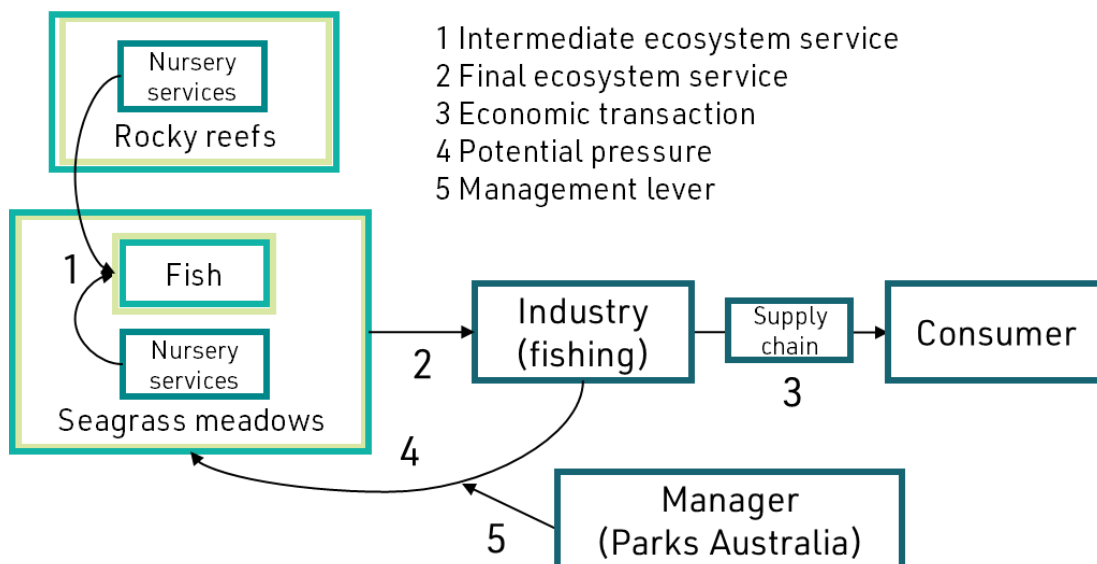 Nursery
services
Rocky reefs
1 Intermediate ecosystem service
2 Final ecosystem service
3 Economic transaction
4 Potential pressure
5 Management lever
1
Fish
Nursery
services
Seagrass meadows
2
Industry
(fishing)
Supply
chain
3
Consumer
4
5
Manager
(Parks Australia)